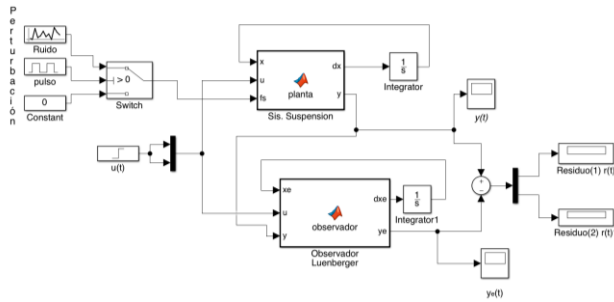 Perturbación
Ruido
pulso
0
Constant
> 0
Switch
u(t)
x
u
fs
planta
dx
y
Sis. Suspension
1
s
Integrator
y(t)
xe
u
y
observador
dxe
ye
Observador
Luenberger
1
s
Integrator1
+
−
Residuo(1) r(t)
Residuo(2) r(t)
yₑ(t)